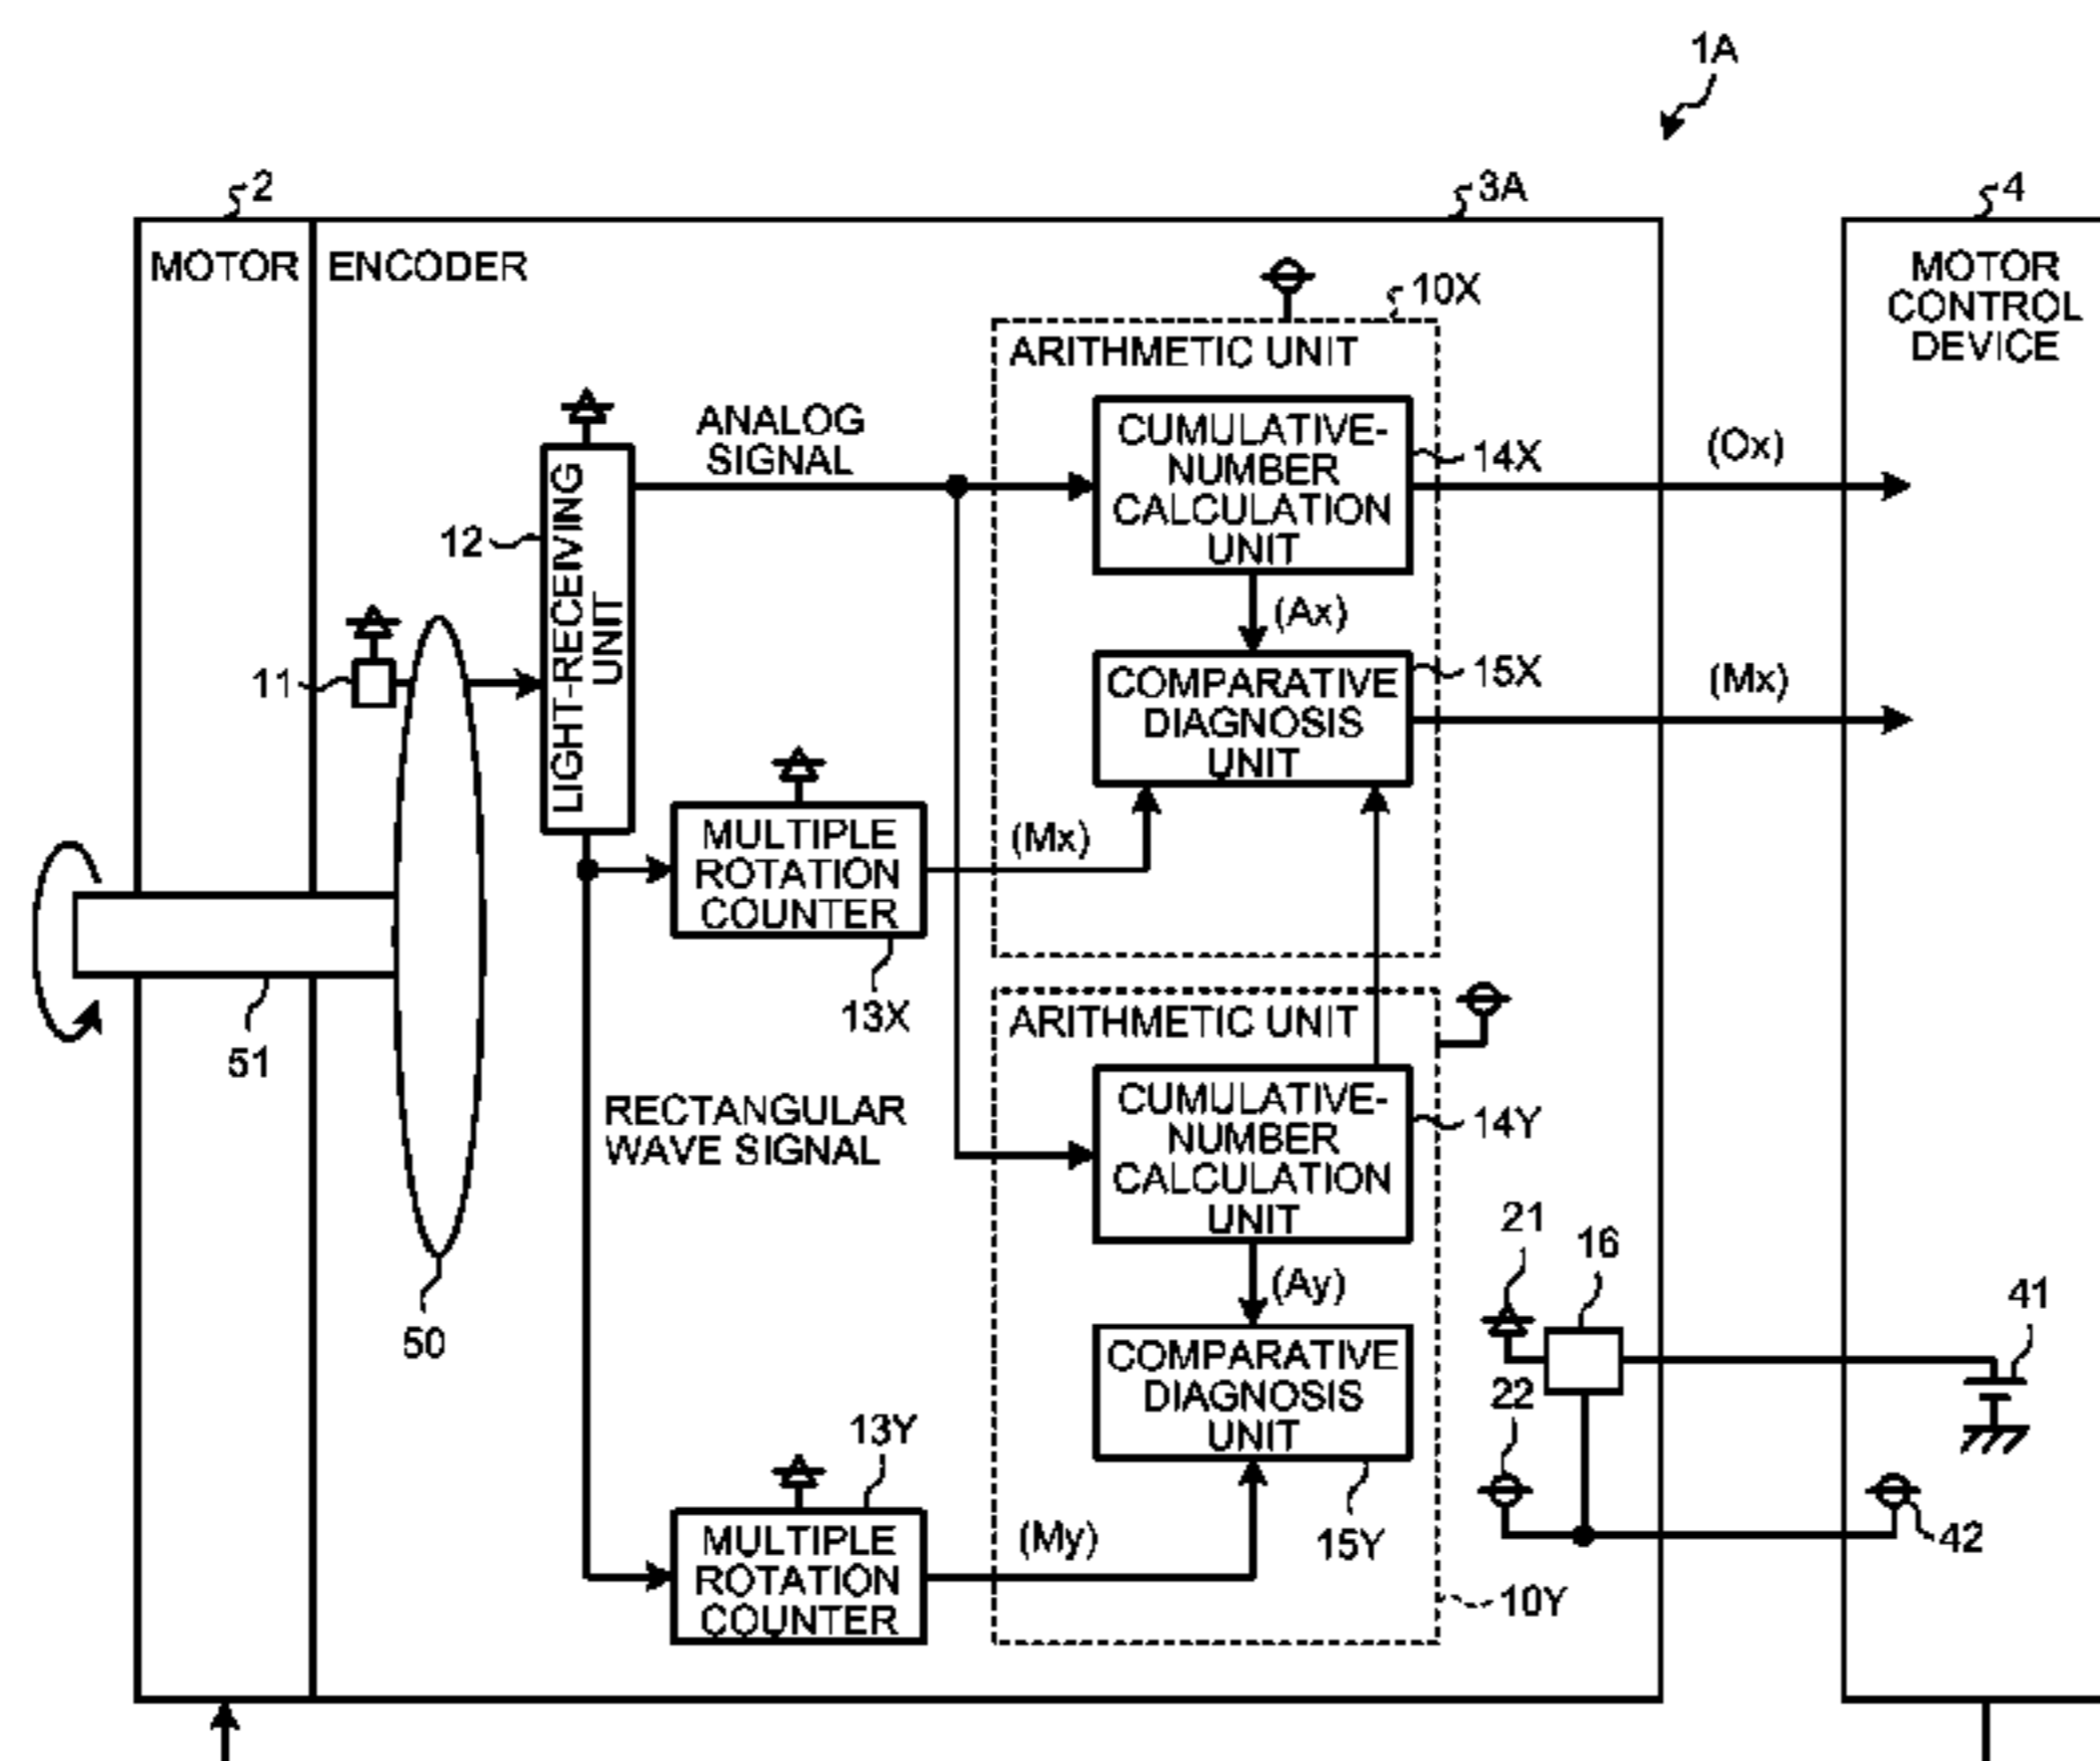 1A
2
3A
4
MOTOR
ENCODER
MOTOR
CONTROL
DEVICE
10X
ARITHMETIC UNIT
ANALOG
SIGNAL
CUMULATIVE-
NUMBER
CALCULATION
UNIT
14X
(Ox)
12
LIGHT-RECEIVING
UNIT
(Ax)
11
COMPARATIVE
DIAGNOSIS
UNIT
15X
(Mx)
MULTIPLE
ROTATION
COUNTER
(Mx)
13X
51
ARITHMETIC UNIT
RECTANGULAR
WAVE SIGNAL
CUMULATIVE-
NUMBER
CALCULATION
UNIT
14Y
21
16
(Ay)
41
50
COMPARATIVE
DIAGNOSIS
UNIT
22
13Y
MULTIPLE
ROTATION
COUNTER
(My)
15Y
42
10Y